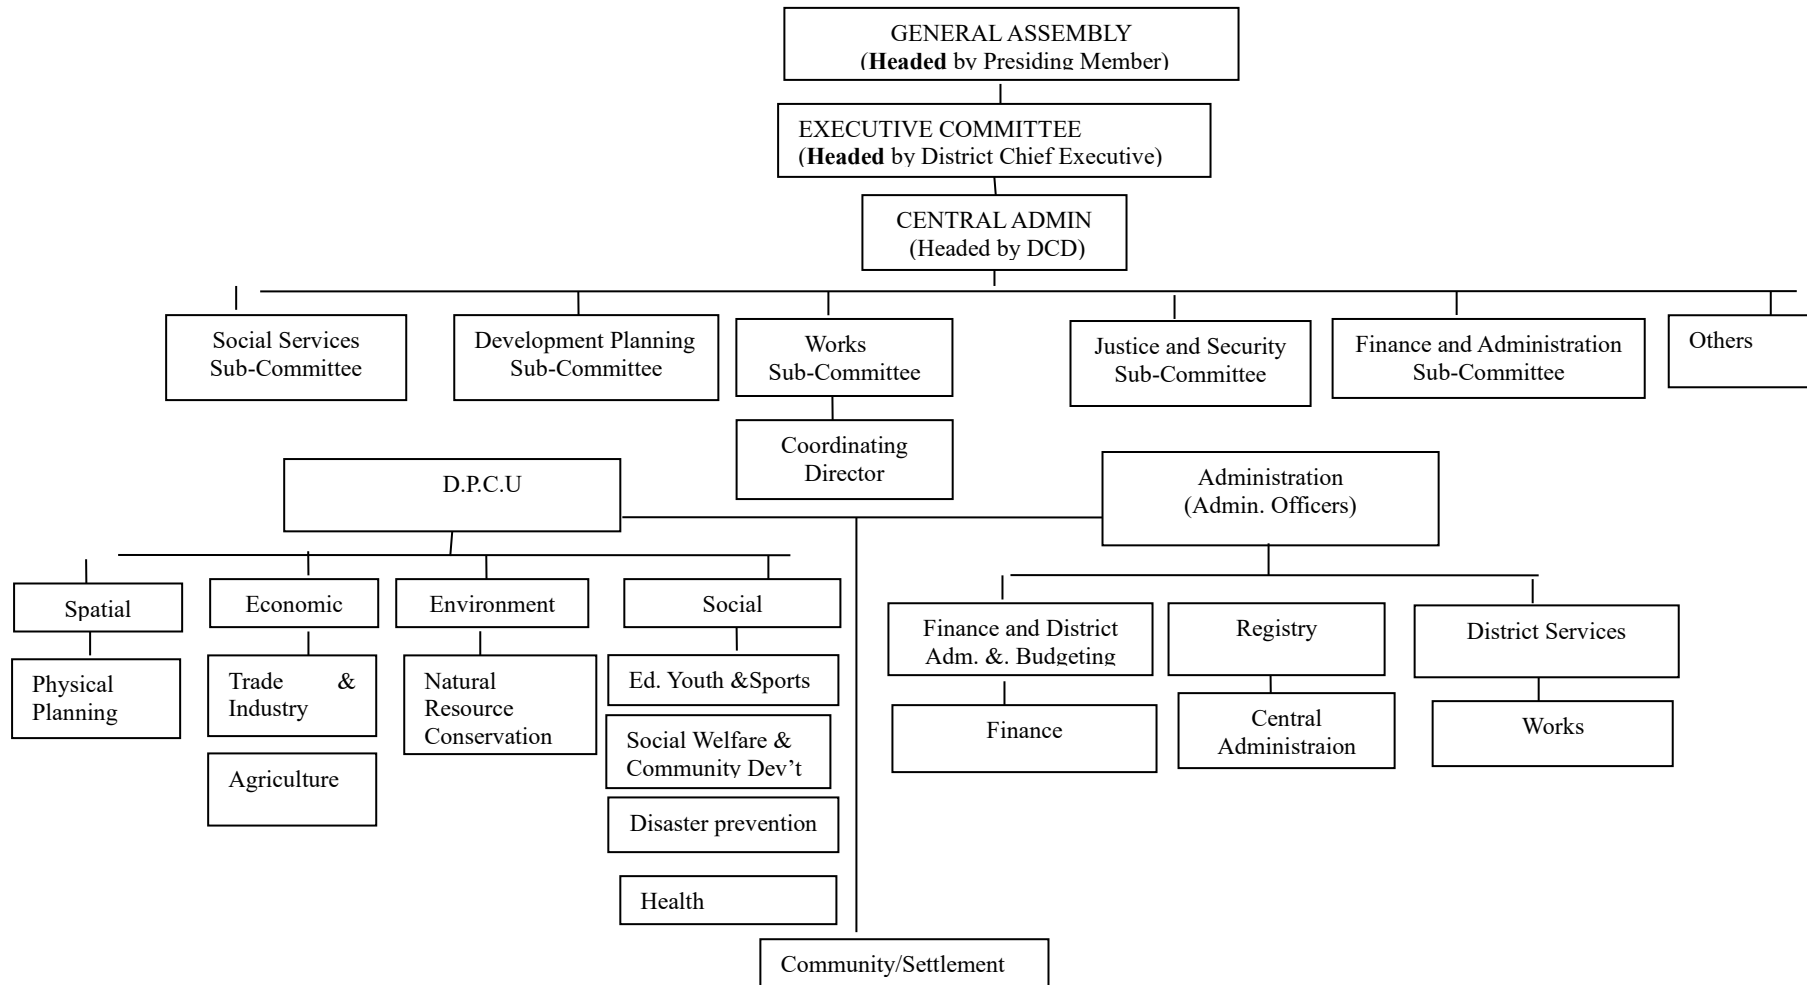 GENERAL ASSEMBLY
(Headed by Presiding Member)
EXECUTIVE COMMITTEE
(Headed by District Chief Executive)
CENTRAL ADMIN
(Headed by DCD)
Social Services
Sub-Committee
Development Planning
Sub-Committee
Works
Sub-Committee
Justice and Security
Sub-Committee
Finance and Administration
Sub-Committee
Others
Coordinating
Director
D.P.C.U
Administration
(Admin. Officers)
Spatial
Economic
Environment
Social
Physical
Planning
Trade &
Industry
Agriculture
Natural
Resource
Conservation
Ed. Youth &Sports
Social Welfare &
Community Dev’t
Disaster prevention
Health
Finance and District
Adm. &. Budgeting
Registry
District Services
Finance
Central
Administraion
Works
Community/Settlement